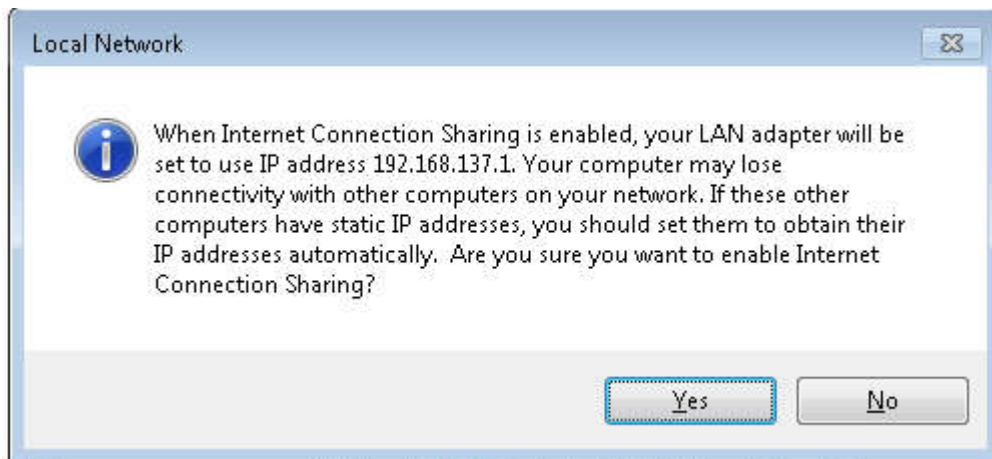 Local Network
When Internet Connection Sharing is enabled, your LAN adapter will be
set to use IP address 192.168.137.1. Your computer may lose
connectivity with other computers on your network. If these other
computers have static IP addresses, you should set them to obtain their
IP addresses automatically.  Are you sure you want to enable Internet
Connection Sharing?
Yes No